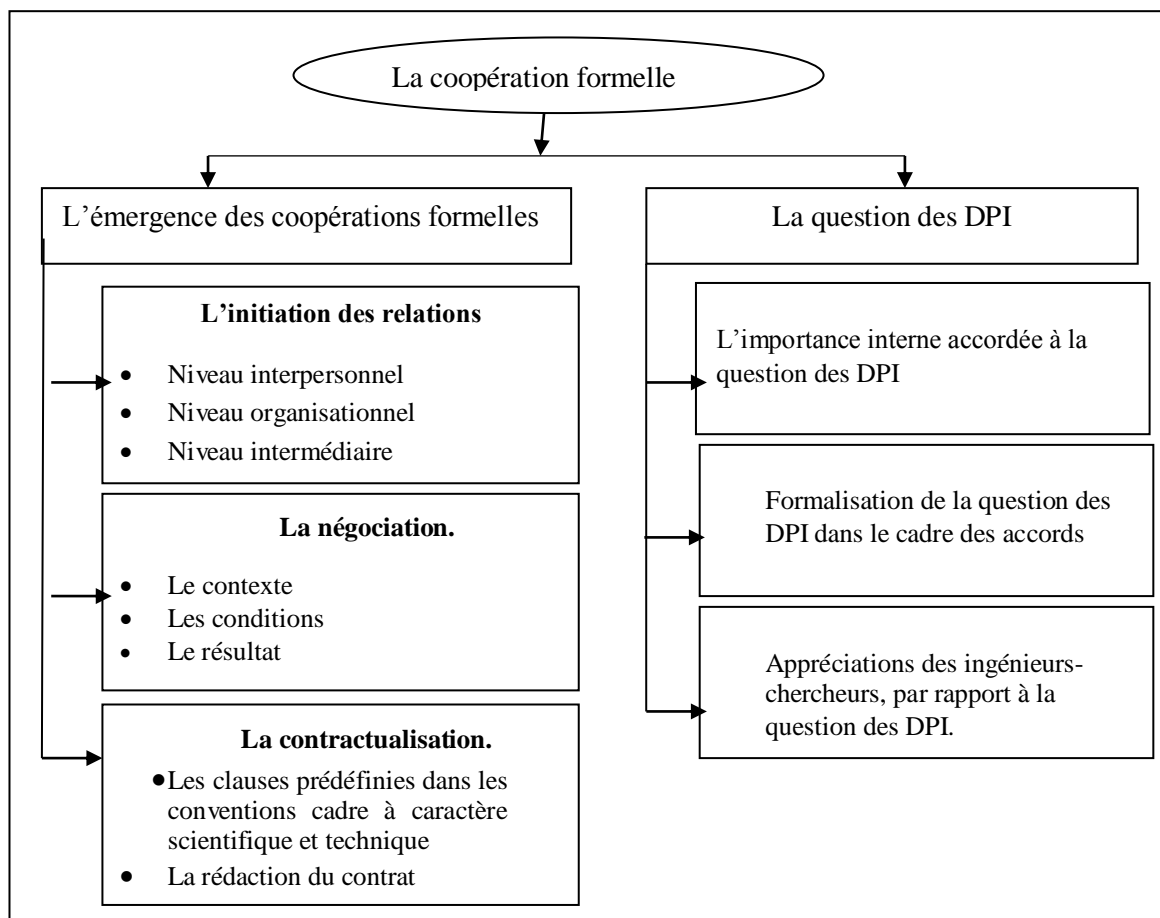 La coopération formelle
L’émergence des coopérations formelles
L’initiation des relations
• Niveau interpersonnel
• Niveau organisationnel
• Niveau intermédiaire
La négociation.
• Le contexte
• Les conditions
• Le résultat
La contractualisation.
•Les clauses prédéfinies dans les
conventions cadre à caractère
scientifique et technique
• La rédaction du contrat
La question des DPI
L’importance interne accordée à la
question des DPI
Formalisation de la question des
DPI dans le cadre des accords
Appréciations des ingénieurs-
chercheurs, par rapport à la
question des DPI.